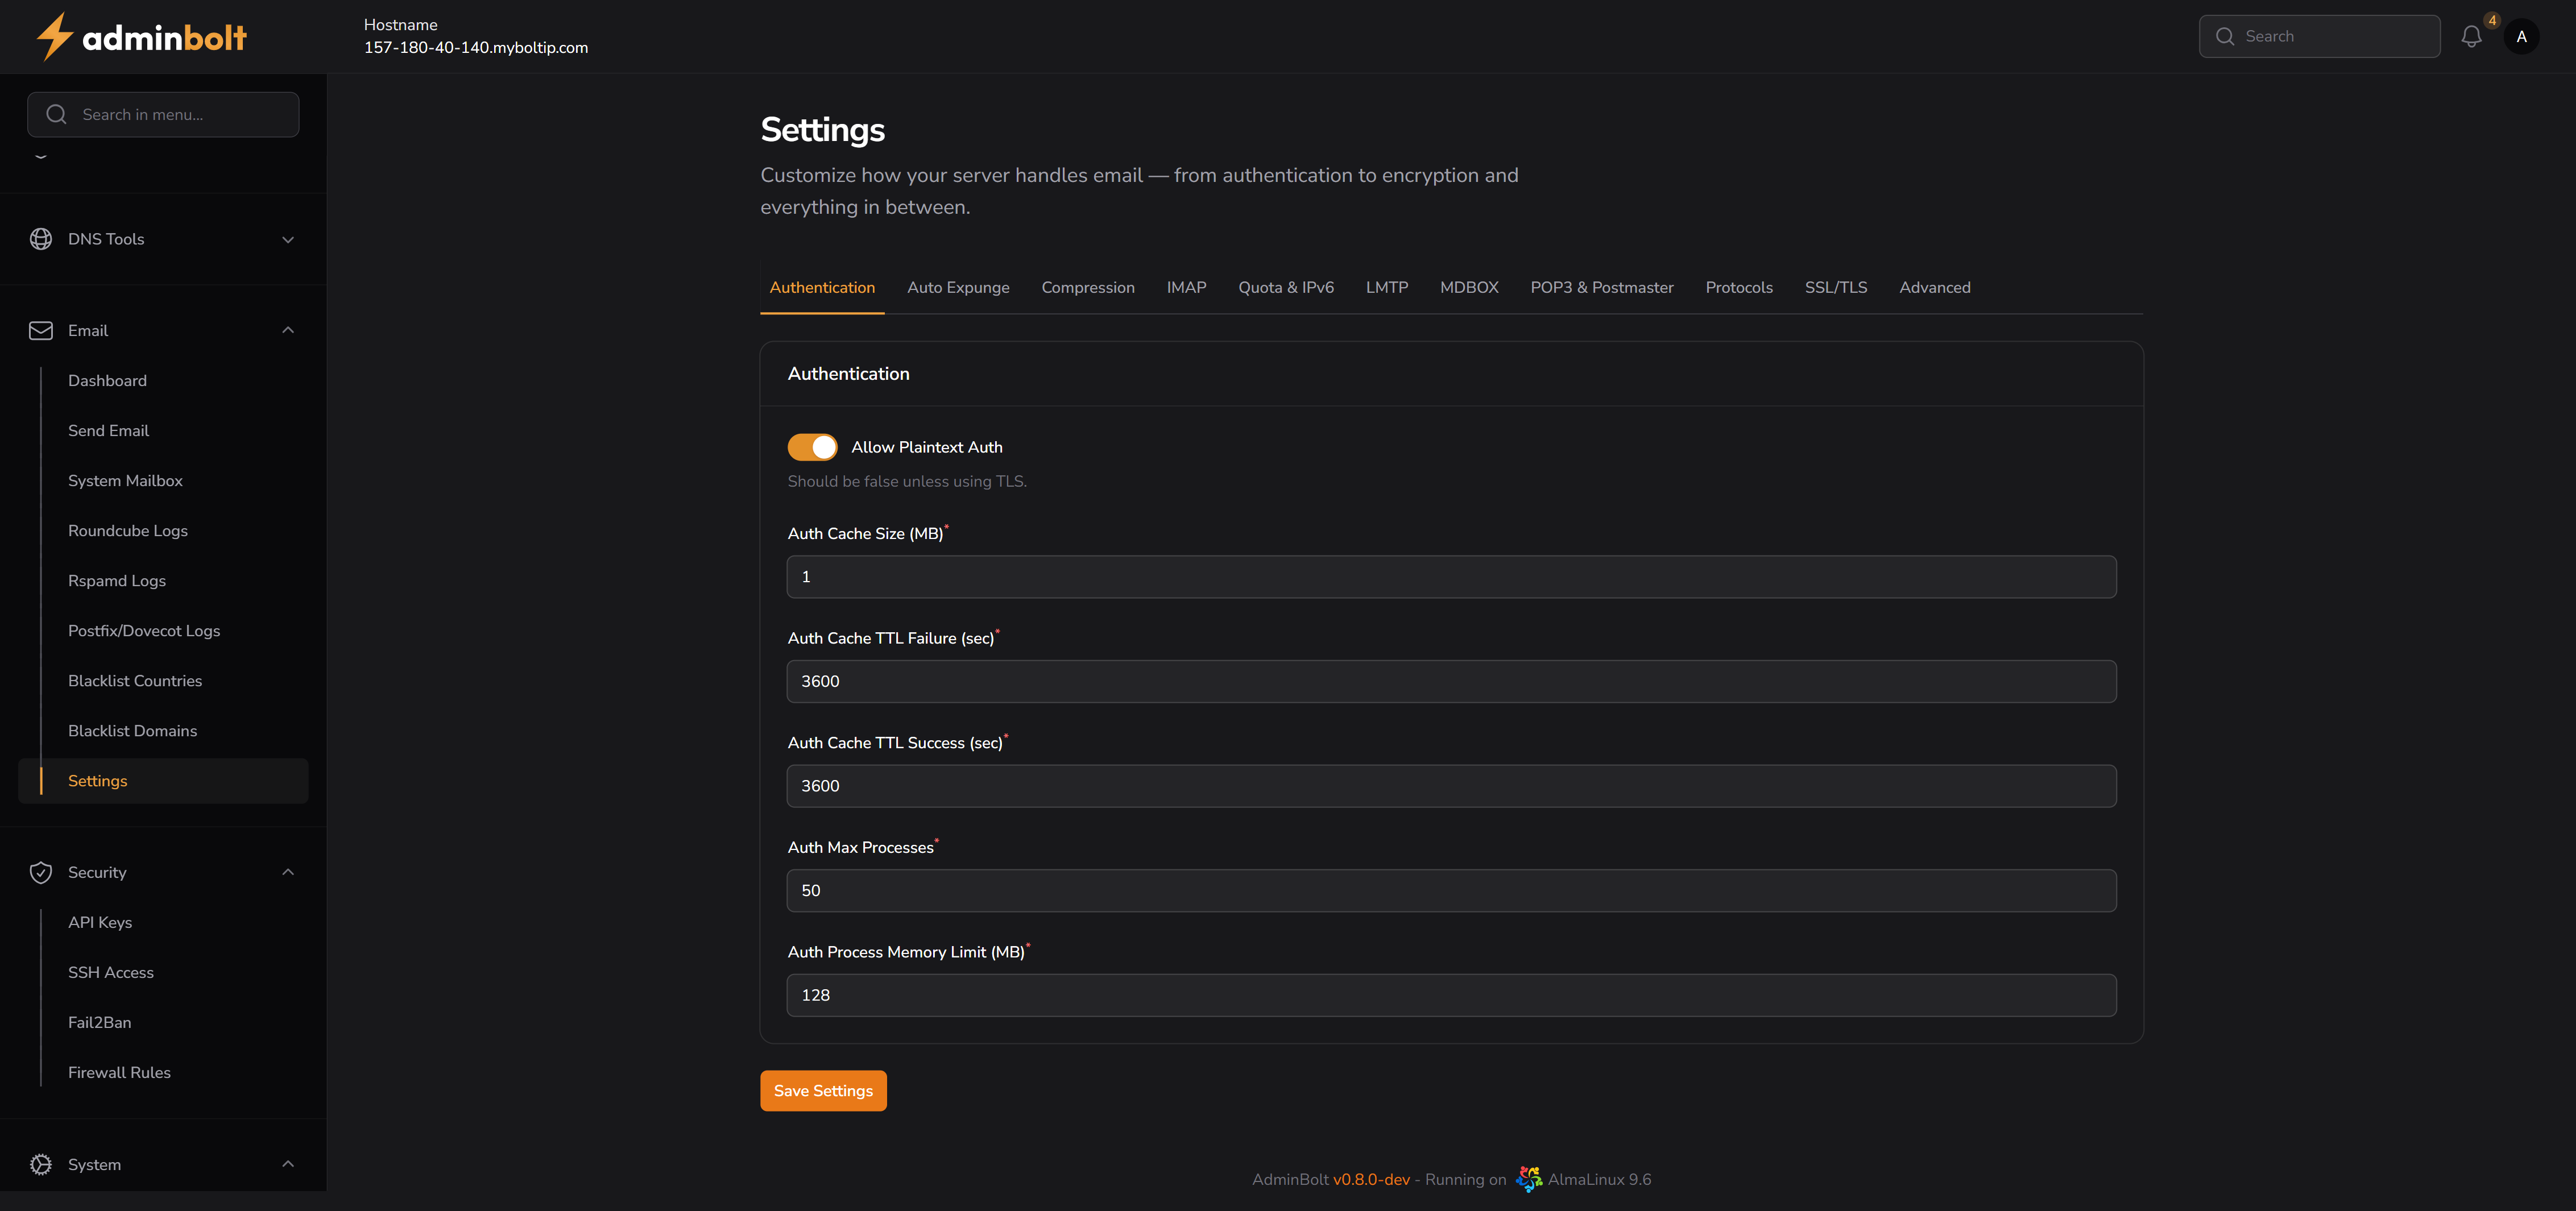 adminbolt
Hostname
157-180-40-140.myboltip.com
Search
4
A
Search in menu...
DNS Tools
Email
Dashboard
Send Email
System Mailbox
Roundcube Logs
Rspamd Logs
Postfix/Dovecot Logs
Blacklist Countries
Blacklist Domains
Settings
Security
API Keys
SSH Access
Fail2Ban
Firewall Rules
System
Settings
Customize how your server handles email — from authentication to encryption and
everything in between.
Authentication Auto Expunge Compression IMAP Quota & IPv6 LMTP MDBOX POP3 & Postmaster Protocols SSL/TLS Advanced
Authentication
Allow Plaintext Auth
Should be false unless using TLS.
Auth Cache Size (MB)*
1
Auth Cache TTL Failure (sec)*
3600
Auth Cache TTL Success (sec)*
3600
Auth Max Processes*
50
Auth Process Memory Limit (MB)*
128
Save Settings
AdminBolt v0.8.0-dev - Running on AlmaLinux 9.6